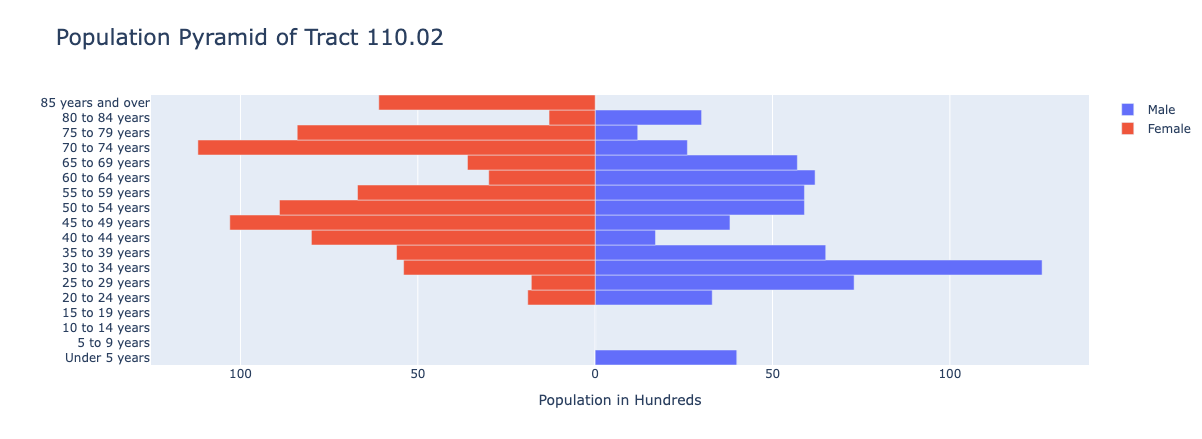 Population Pyramid of Tract 110.02
85 years and over
80 to 84 years
75 to 79 years
70 to 74 years
65 to 69 years
60 to 64 years
55 to 59 years
50 to 54 years
45 to 49 years
40 to 44 years
35 to 39 years
30 to 34 years
25 to 29 years
20 to 24 years
15 to 19 years
10 to 14 years
5 to 9 years
Under 5 years
100 50 0 50 100
Population in Hundreds
Male
Female